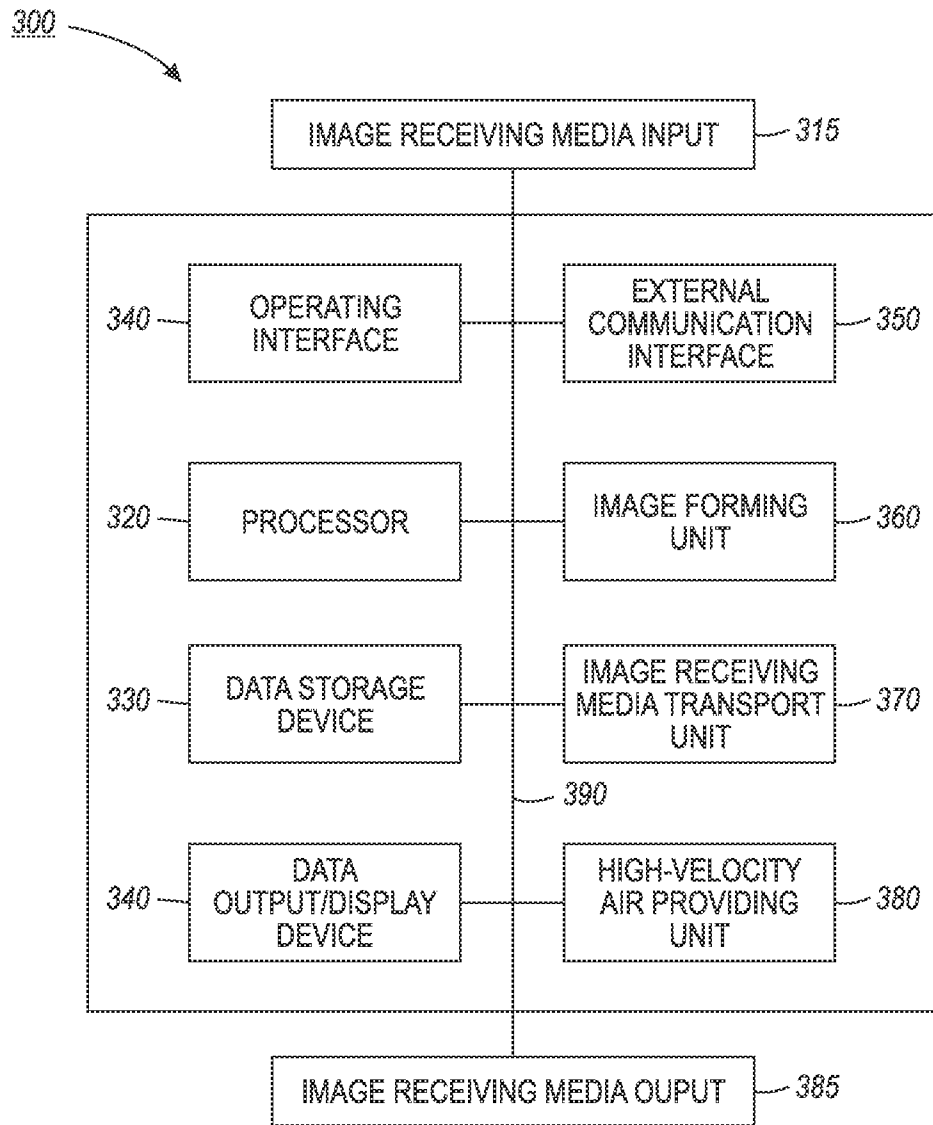 300
IMAGE RECEIVING MEDIA INPUT
315
340
OPERATING
INTERFACE
EXTERNAL
COMMUNICATION
INTERFACE
350
320
PROCESSOR
IMAGE FORMING
UNIT
360
330
DATA STORAGE
DEVICE
IMAGE RECEIVING
MEDIA TRANSPORT
UNIT
370
390
340
DATA
OUTPUT/DISPLAY
DEVICE
HIGH-VELOCITY
AIR PROVIDING
UNIT
380
IMAGE RECEIVING MEDIA OUPUT
385